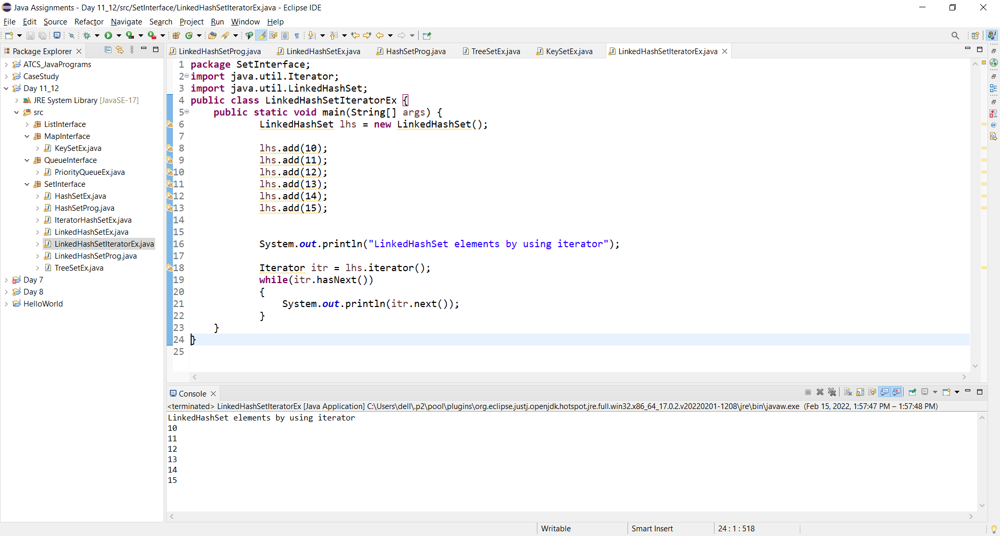 Java Assignments - Day 11_12/src/SetInterface/LinkedHashSetIteratorEx.java - Eclipse IDE
File Edit Source Refactor Navigate Search Project Run Window Help
Package Explorer
LinkedHashSetProg.java LinkedHashSetEx.java HashSetProg.java TreeSetEx.java KeySetEx.java LinkedHashSetIteratorEx.java
ATCS_JavaPrograms
CaseStudy
Day 11_12
JRE System Library [JavaSE-17]
src
ListInterface
MapInterface
KeySetEx.java
QueueInterface
PriorityQueueEx.java
SetInterface
HashSetEx.java
HashSetProg.java
IteratorHashSetEx.java
LinkedHashSetEx.java
LinkedHashSetIteratorEx.java
LinkedHashSetProg.java
TreeSetEx.java
Day 7
Day 8
HelloWorld
1 package SetInterface;
2 import java.util.Iterator;
3 import java.util.LinkedHashSet;
4 public class LinkedHashSetIteratorEx {
5 public static void main(String[] args) {
6 LinkedHashSet lhs = new LinkedHashSet();
7
8 lhs.add(10);
9 lhs.add(11);
10 lhs.add(12);
11 lhs.add(13);
12 lhs.add(14);
13 lhs.add(15);
14
15
16 System.out.println("LinkedHashSet elements by using iterator");
17
18 Iterator itr = lhs.iterator();
19 while(itr.hasNext())
20 {
21 System.out.println(itr.next());
22 }
23 }
24 }
25
Console
<terminated> LinkedHashSetIteratorEx [Java Application] C:\Users\dell\.p2\pool\plugins\org.eclipse.justj.openjdk.hotspot.jre.full.win32.x86_64_17.0.2.v20220201-1208\jre\bin\javaw.exe (Feb 15, 2022, 1:57:47 PM – 1:57:48 PM)
LinkedHashSet elements by using iterator
10
11
12
13
14
15
Writable Smart Insert 24 : 1 : 518